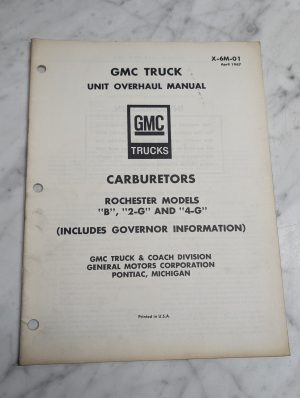 X-6M-01
April 1967
GMC TRUCK
UNIT OVERHAUL MANUAL
GMC
TRUCKS
CARBURETORS
ROCHESTER MODELS
"B", "2-G" AND "4-G"
(INCLUDES GOVERNOR INFORMATION)
GMC TRUCK & COACH DIVISION
GENERAL MOTORS CORPORATION
PONTIAC, MICHIGAN
Printed in U.S.A.